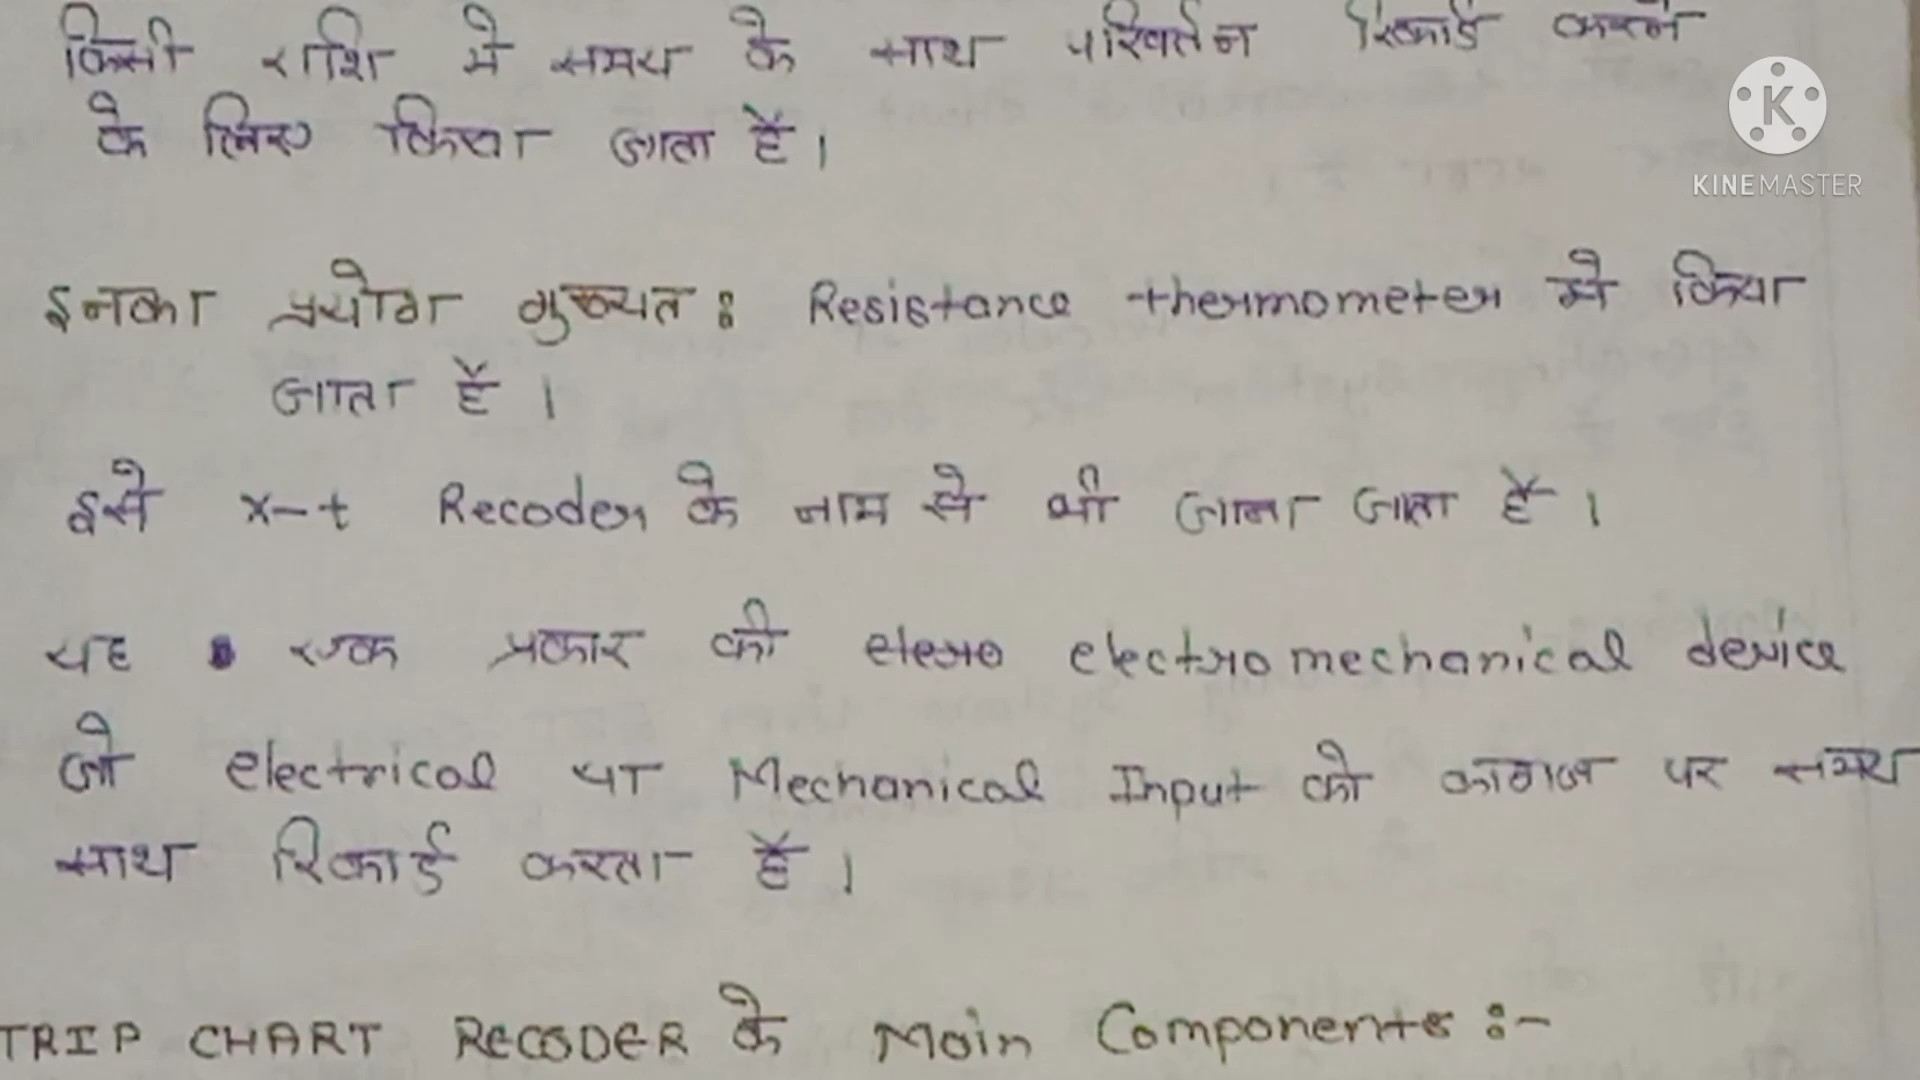 किसी राशि मे समय के साथ परिवर्तन रिकार्ड करने
के लिए किया जाता है।
K
KINEMASTER
इनका प्रयोग मुख्यत: Resistance thermometer मे किया
जाता है।
इसे x-t Recoder के नाम से भी जाना जाता है।
यह एक प्रकार की electromechanical device
जो electrical या Mechanical Input को कागज पर समय
साथ रिकार्ड करता है।
TRIP CHART RECODER के Main Components :-